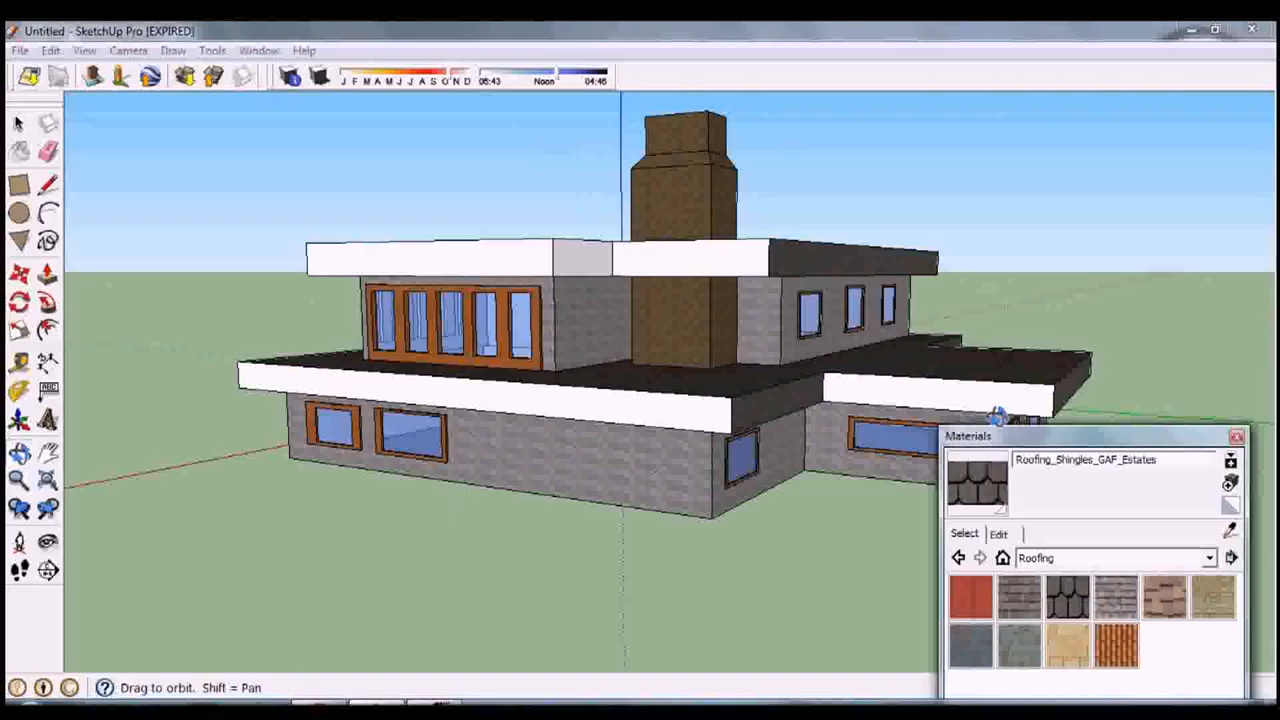 Untitled - SketchUp Pro [EXPIRED]
File Edit View Camera Draw Tools Window Help
J F M A M J J A S O N D 06:43 Noon 04:46
Materials
Roofing_Shingles_GAF_Estates
Select Edit
Roofing
Drag to orbit. Shift = Pan